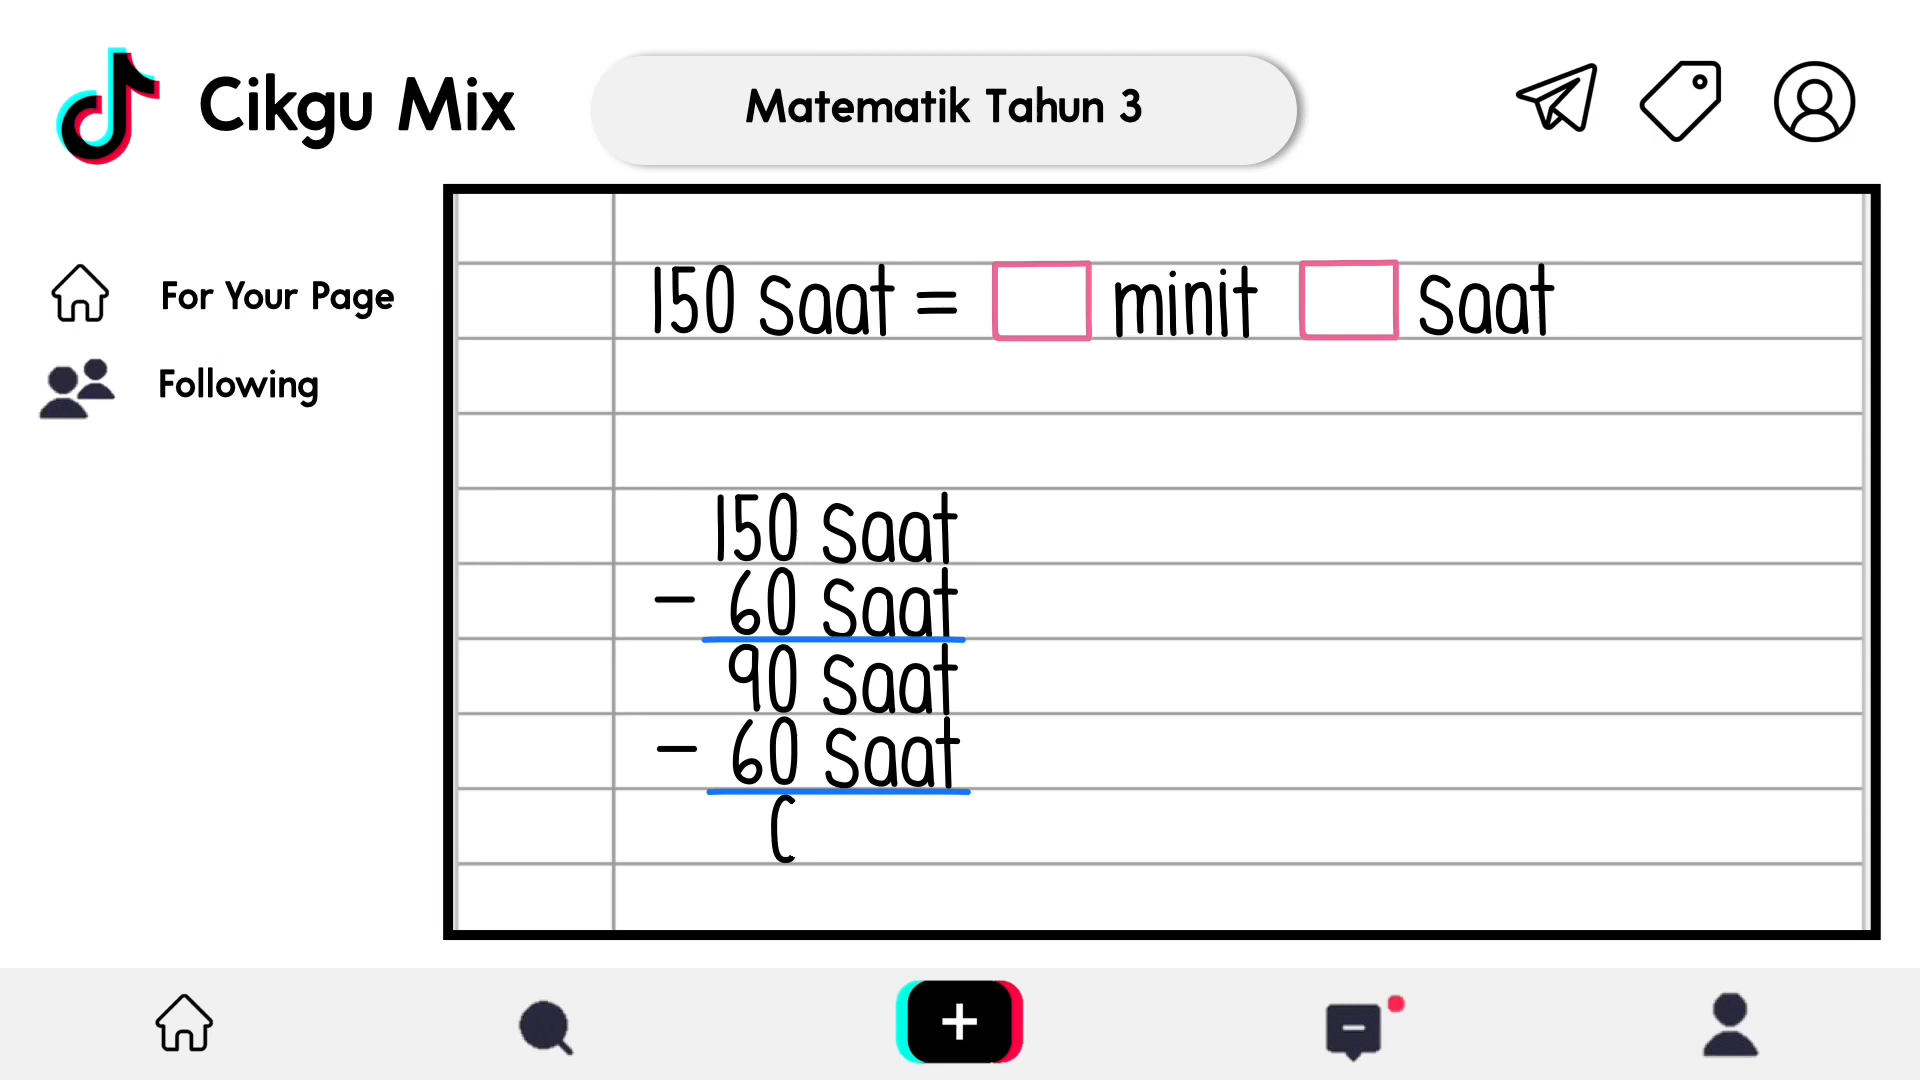 Cikgu Mix
Matematik Tahun 3
For Your Page
Following
150 saat = minit saat
150 saat
- 60 saat
90 saat
- 60 saat